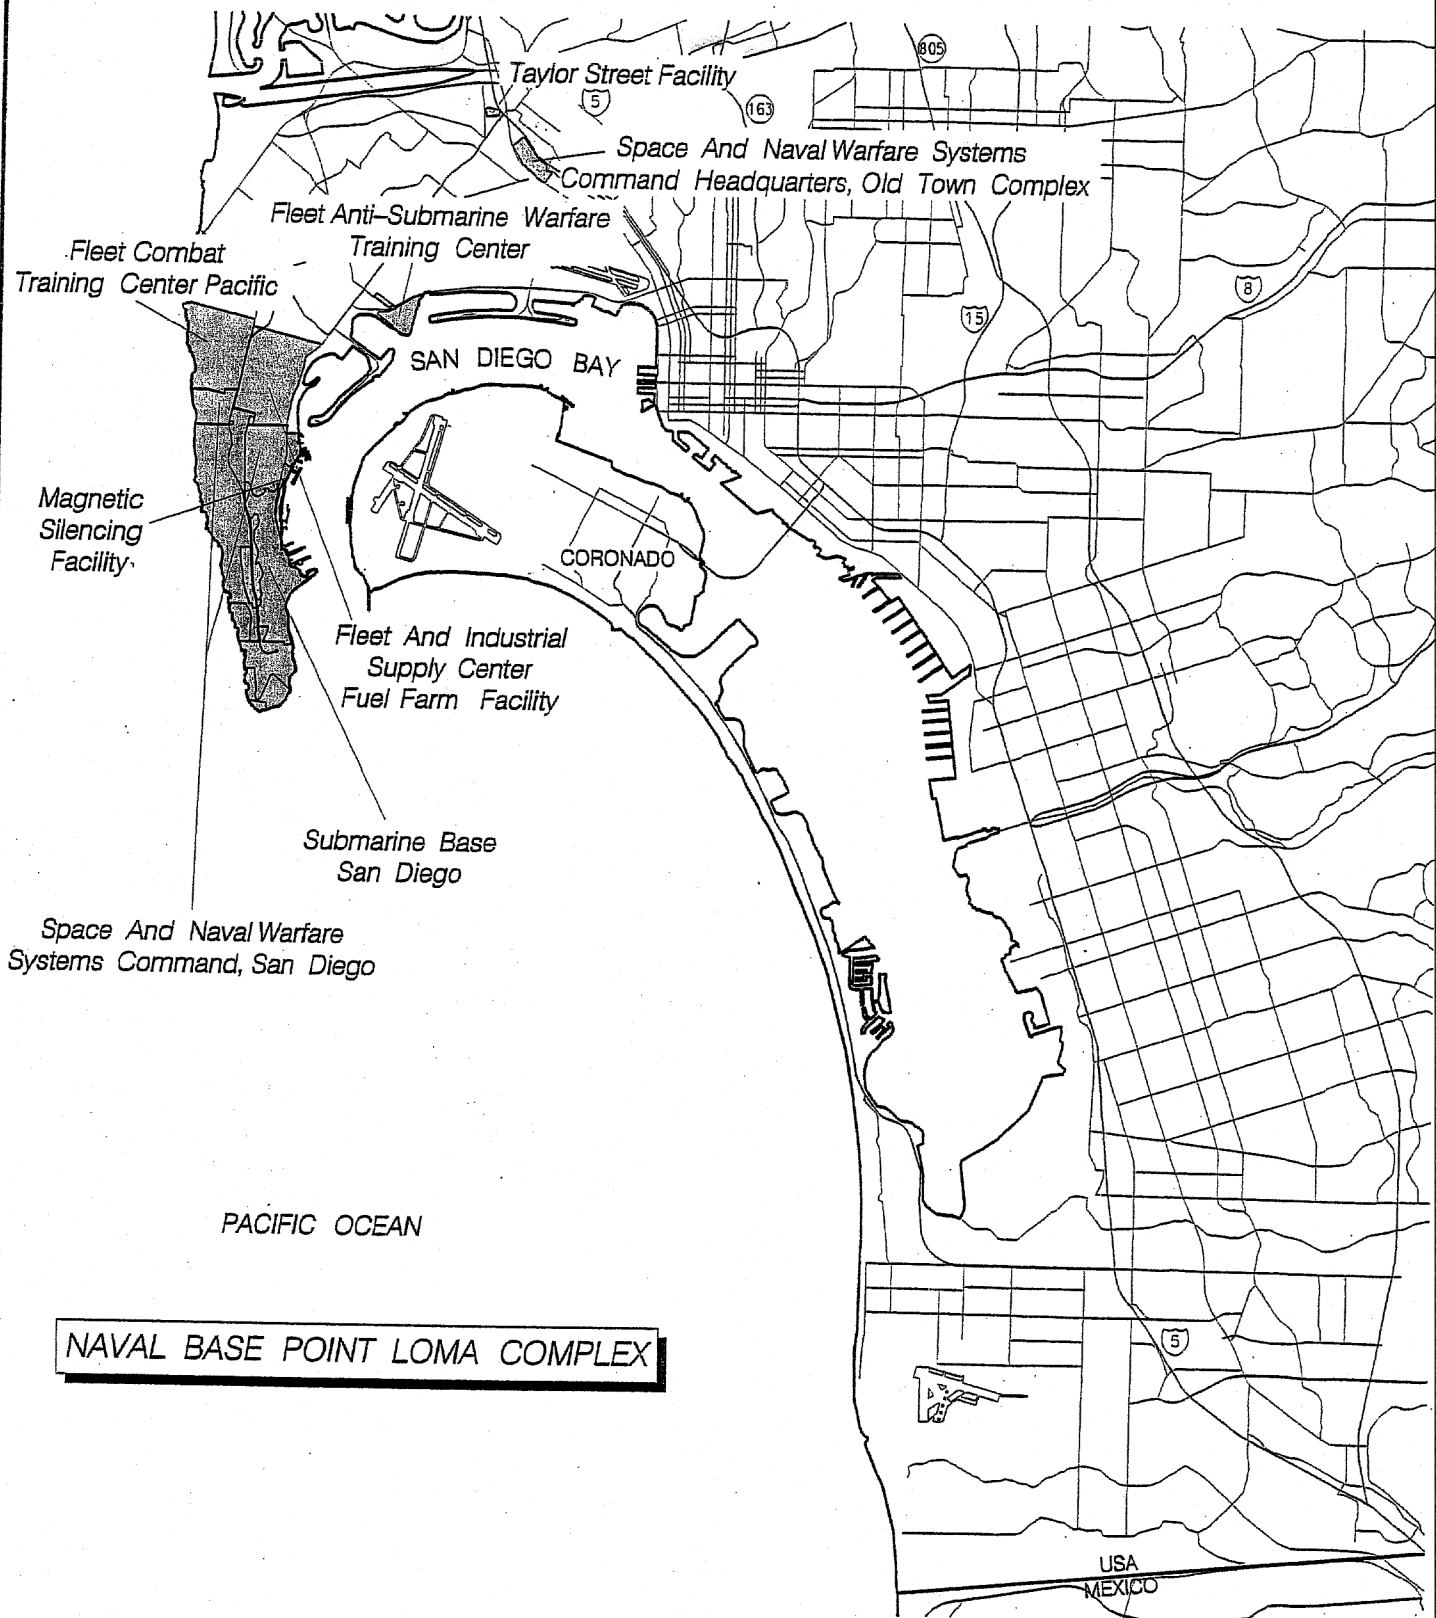 805
Taylor Street Facility
5
163
Space And Naval Warfare Systems
Command Headquarters, Old Town Complex
Fleet Anti-Submarine Warfare
Training Center
Fleet Combat
Training Center Pacific
8
15
SAN DIEGO BAY
Magnetic
Silencing
Facility
CORONADO
Fleet And Industrial
Supply Center
Fuel Farm Facility
Submarine Base
San Diego
Space And Naval Warfare
Systems Command, San Diego
PACIFIC OCEAN
NAVAL BASE POINT LOMA COMPLEX
5
USA
MEXICO